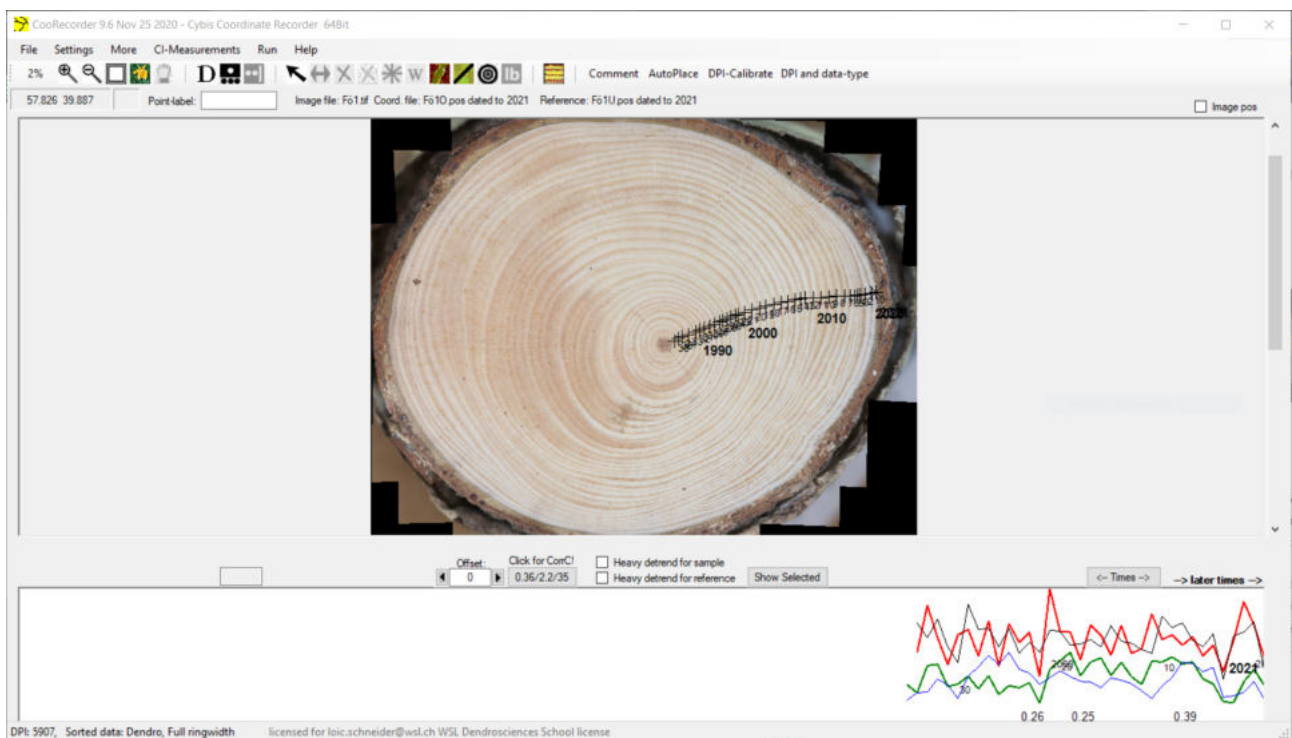 CooRecorder 9.6 Nov 25 2020 - Cybis Coordinate Recorder 64Bit
File Settings More CI-Measurements Run Help
2% D W lb Comment AutoPlace DPI-Calibrate DPI and data-type
57.826 39.887 Point-label: Image file: Fö1.tif Coord. file: Fö1O.pos dated to 2021 Reference: Fö1U.pos dated to 2021
Image pos
2010
2000
1990
Offset: Click for CorrC! Heavy detrend for sample
0 0.36/2.2/35 Heavy detrend for reference Show Selected <-- Times --> --> later times -->
10 2021
0.26 0.25 0.39
DPI: 5907, Sorted data: Dendro, Full ringwidth licensed for loic.schneider@wsl.ch WSL Dendrosciences School license